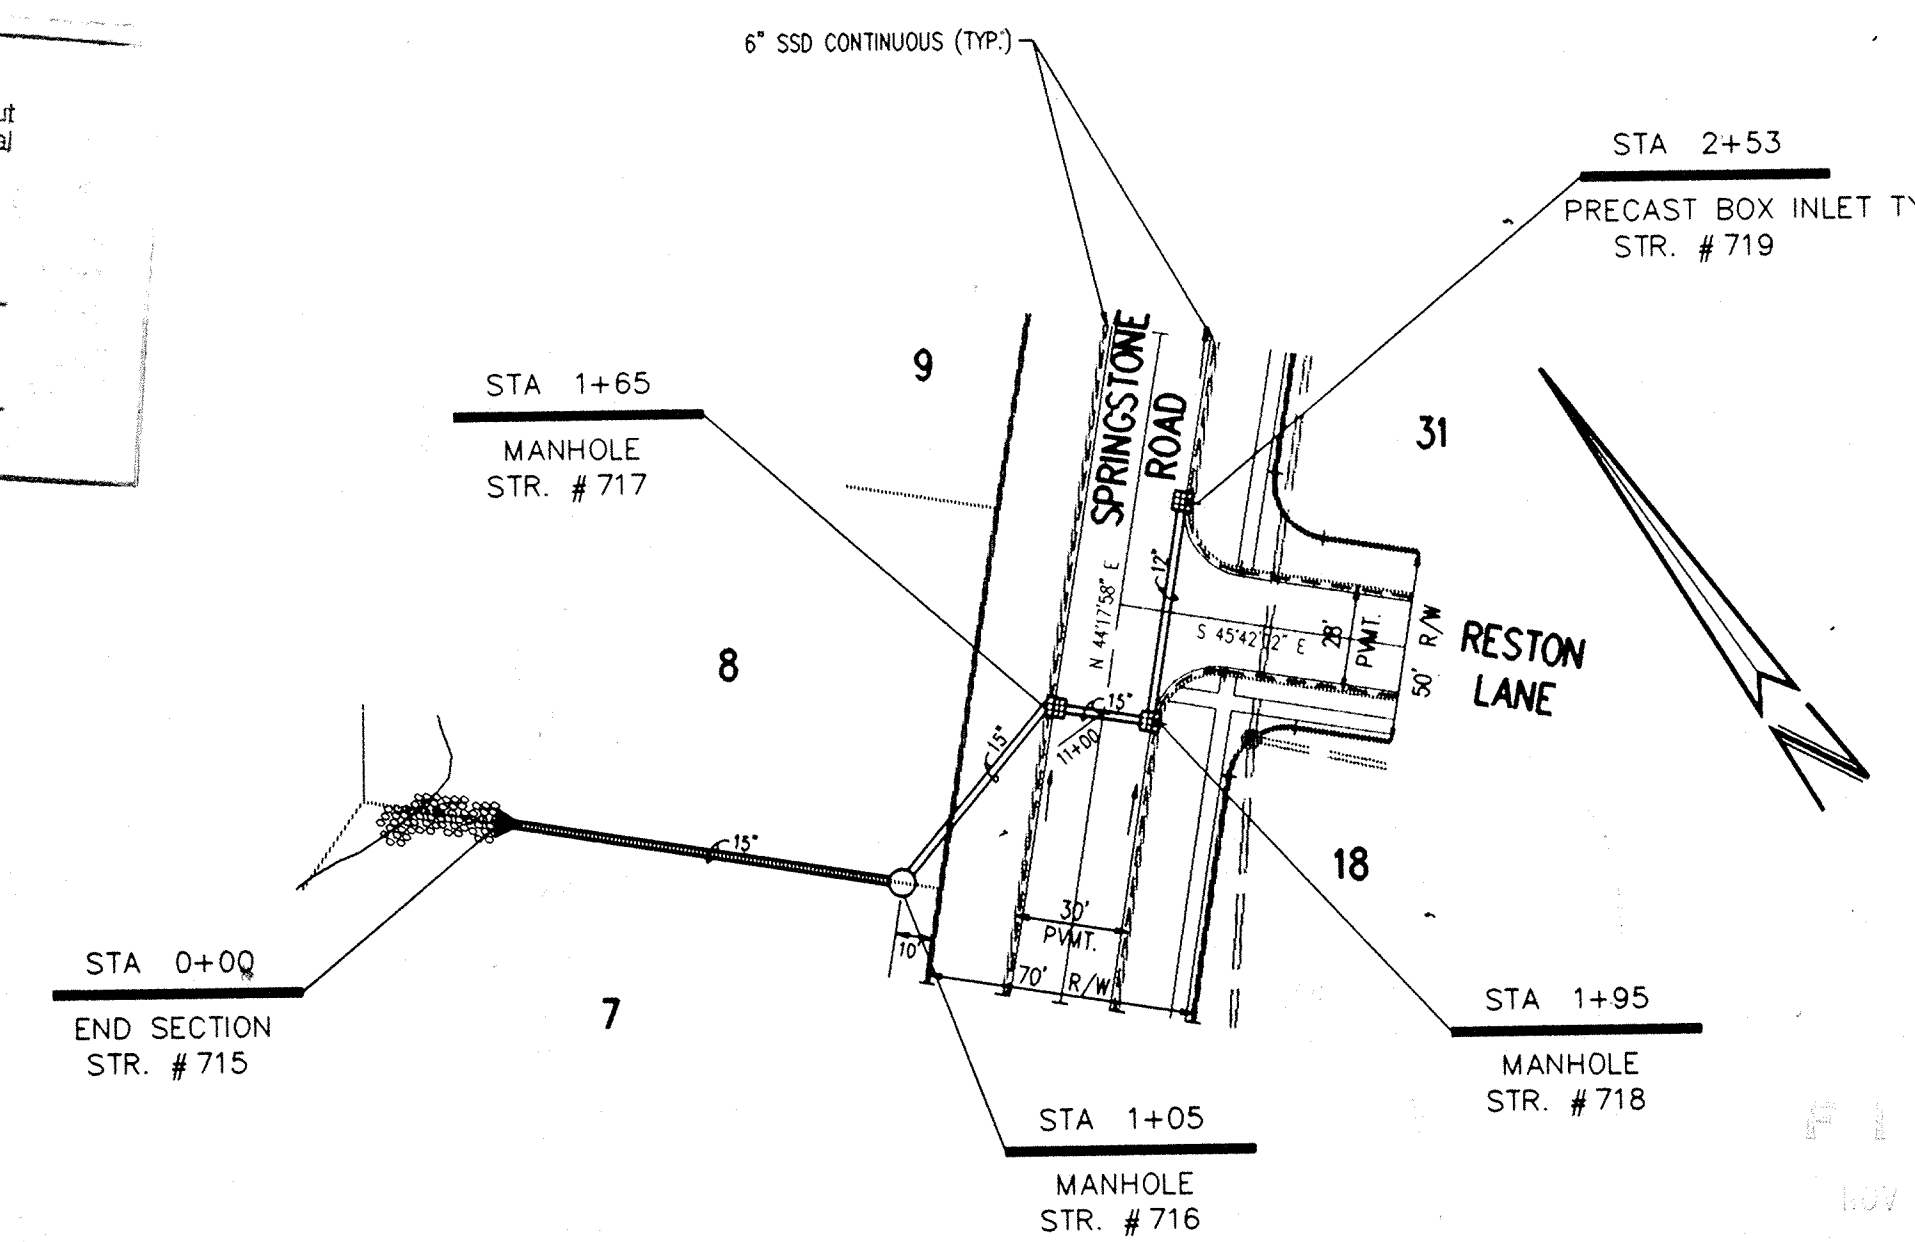 6" SSD CONTINUOUS (TYP.)
STA 2+53
PRECAST BOX INLET TY
STR. #719
STA 1+65
MANHOLE
STR. #717
9
SPRINGSTONE
ROAD
31
12"
N 44°17'58" E
S 45°42'02" E
28'
PVMT.
50' R/W
RESTON
LANE
8
15"
11+00
15"
15"
18
30'
PVMT.
10'
70' R/W
STA 0+00
END SECTION
STR. #715
7
STA 1+95
MANHOLE
STR. #718
STA 1+05
MANHOLE
STR. #716